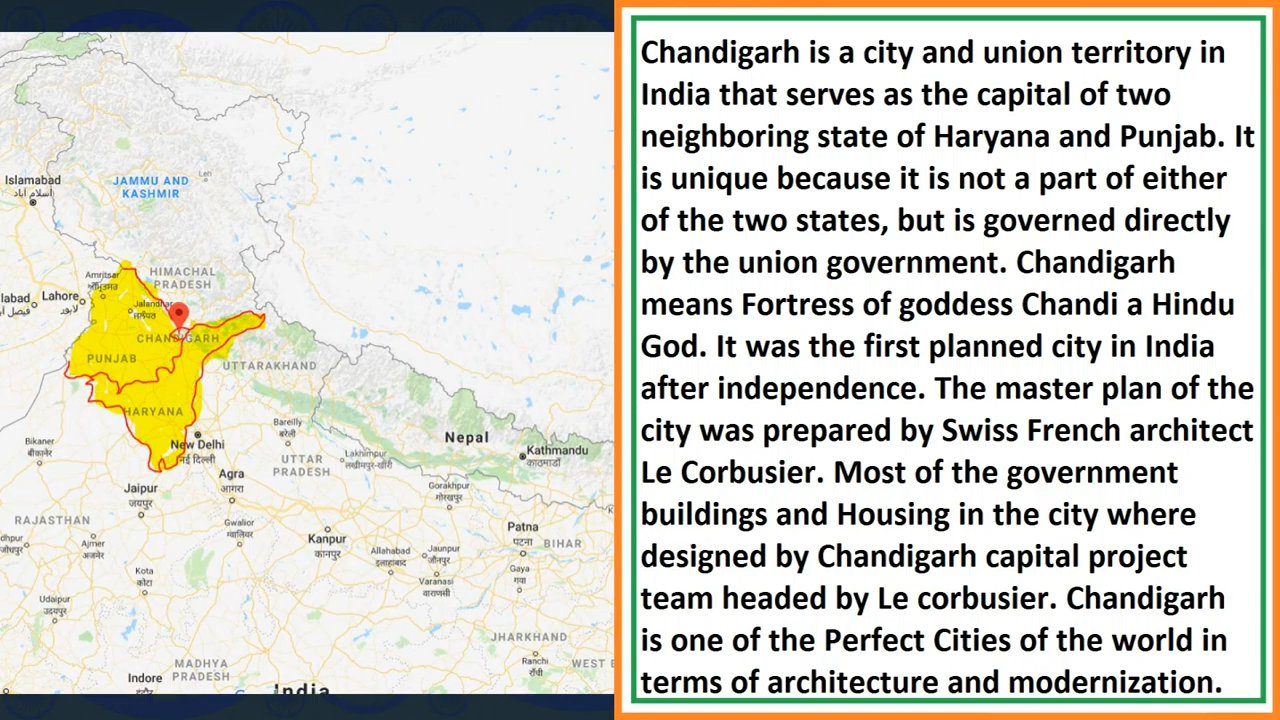 Chandigarh is a city and union territory in
India that serves as the capital of two
neighboring state of Haryana and Punjab. It
is unique because it is not a part of either
of the two states, but is governed directly
by the union government. Chandigarh
means Fortress of goddess Chandi a Hindu
God. It was the first planned city in India
after independence. The master plan of the
city was prepared by Swiss French architect
Le Corbusier. Most of the government
buildings and Housing in the city where
designed by Chandigarh capital project
team headed by Le corbusier. Chandigarh
is one of the Perfect Cities of the world in
terms of architecture and modernization.
Islamabad
اسلام آباد
JAMMU AND
KASHMIR
Leh
HIMACHAL
PRADESH
Amritsar
Lahore
لاہور
Jalandhar
CHANDIGARH
PUNJAB
UTTARAKHAND
HARYANA
New Delhi
नई दिल्ली
Bikaner
बीकानेर
Bareilly
बरेली
Nepal
Kathmandu
काठमाडौं
UTTAR
PRADESH
Lakhimpur
लखीमपुर-खीरी
Agra
आगरा
Jaipur
जयपुर
Gorakhpur
गोरखपुर
RAJASTHAN
Ajmer
अजमेर
Gwalior
ग्वालियर
Kanpur
कानपुर
Patna
पटना
BIHAR
Allahabad
इलाहाबाद
Jaunpur
जौनपुर
Varanasi
वाराणसी
Gaya
गया
Kota
कोटा
Udaipur
उदयपुर
JHARKHAND
Ranchi
राँची
MADHYA
PRADESH
Indore
WEST
India